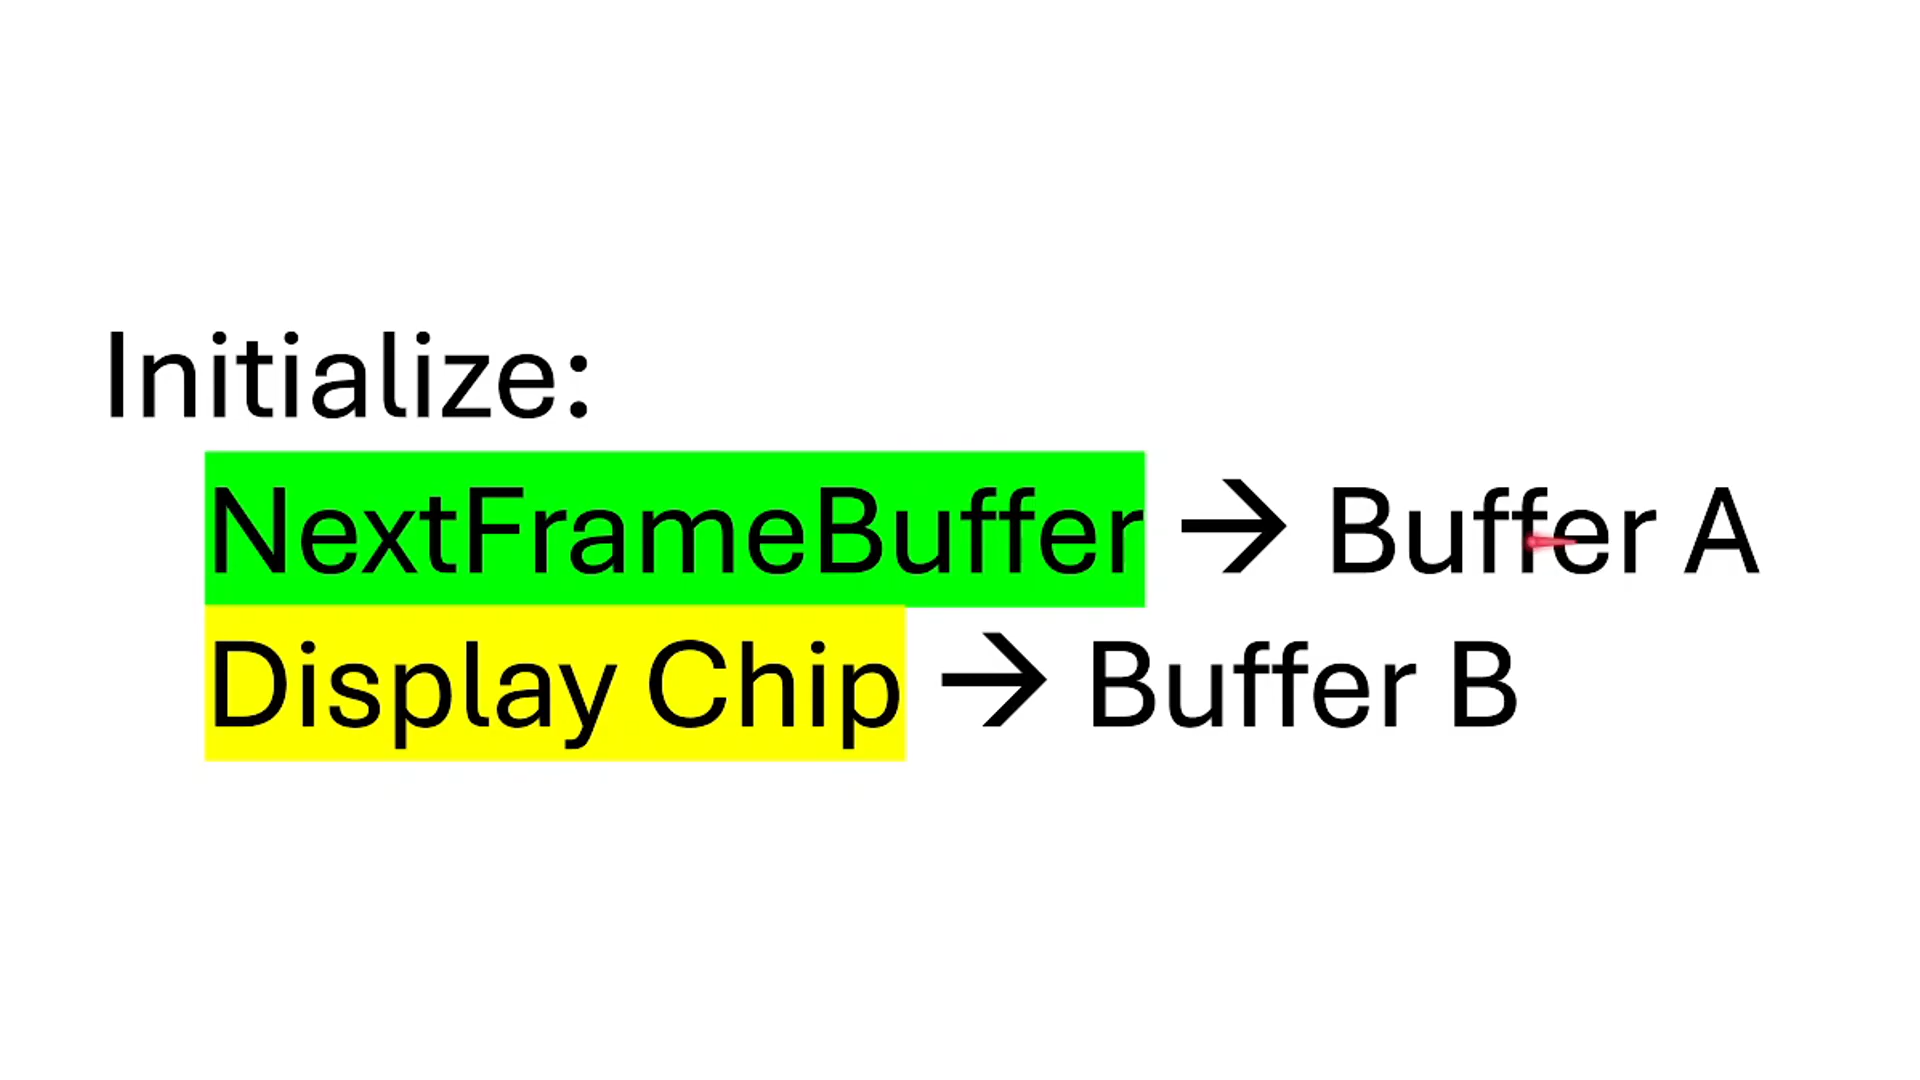 Initialize:
NextFrameBuffer → Buffer A
Display Chip → Buffer B